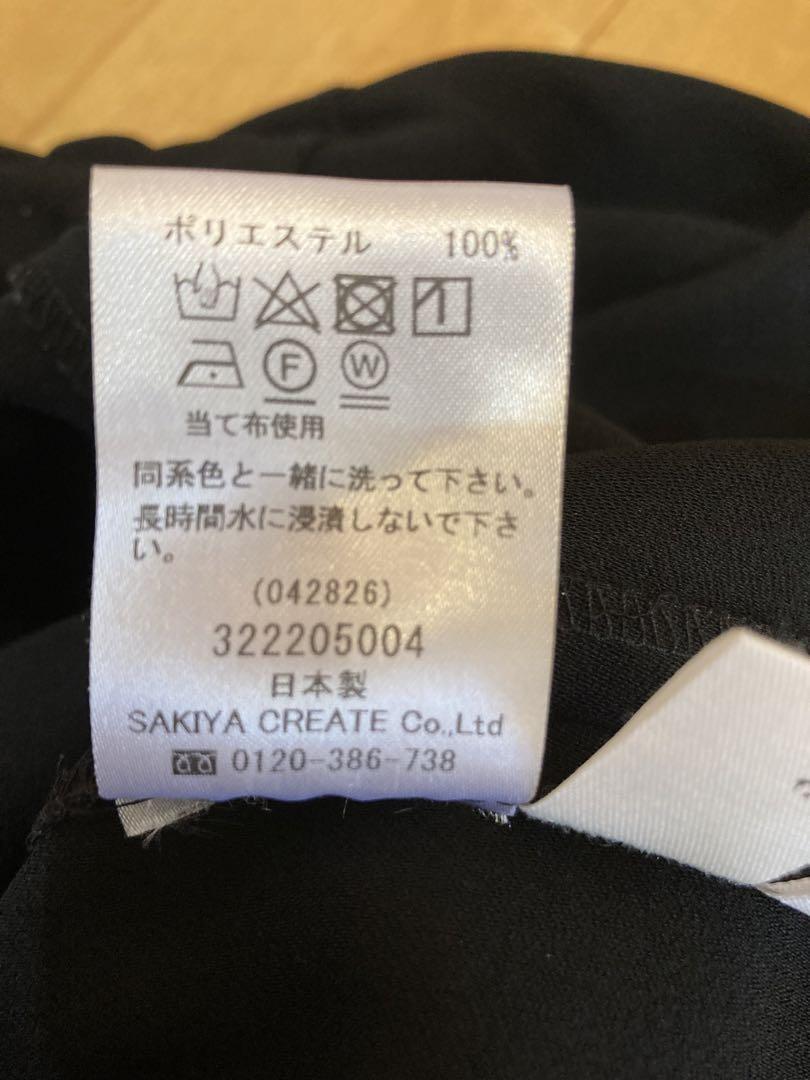 ポリエステル 100%
F W
当て布使用
同系色と一緒に洗って下さい。
長時間水に浸漬しないで下さ
い。
(042826)
322205004
日本製
SAKIYA CREATE Co.,Ltd
0120-386-738